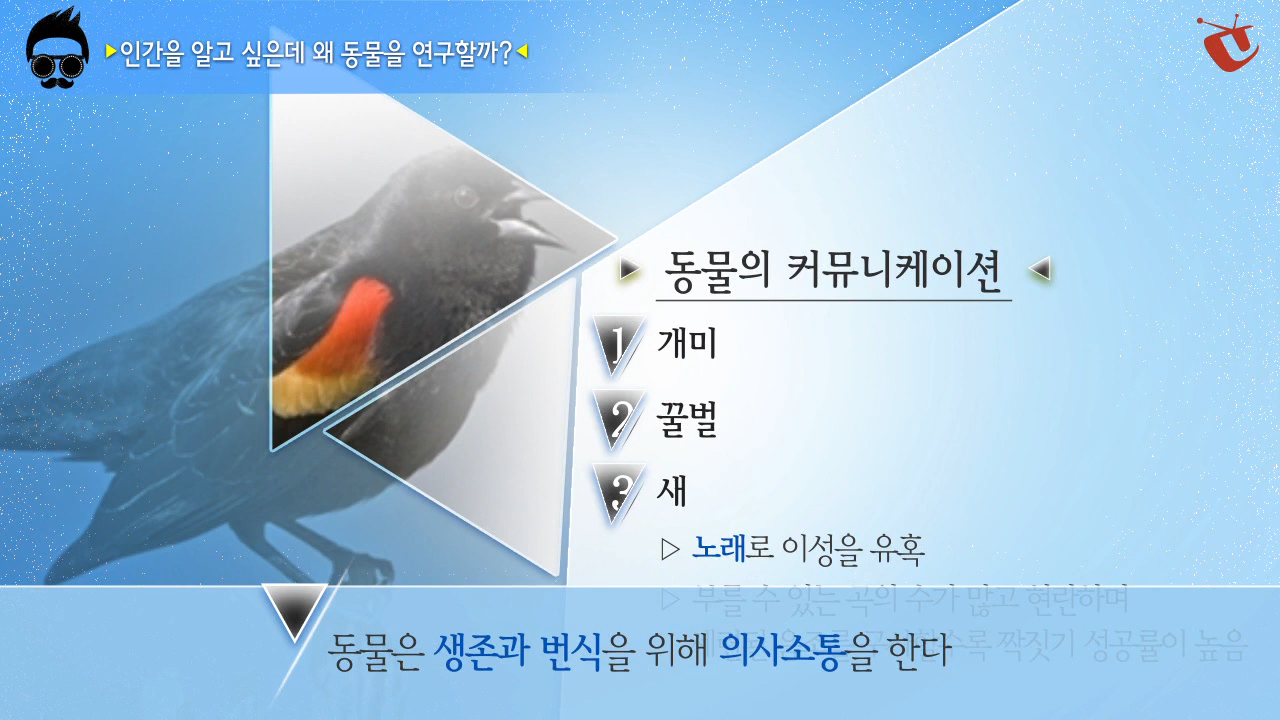 ▶인간을 알고 싶은데 왜 동물을 연구할까?◀
동물의 커뮤니케이션
1 개미
2 꿀벌
3 새
▷ 노래로 이성을 유혹
▷ 부를 수 있는 곡의 수가 많고 현란하며
수록 짝짓기 성공률이 높음
동물은 생존과 번식을 위해 의사소통을 한다